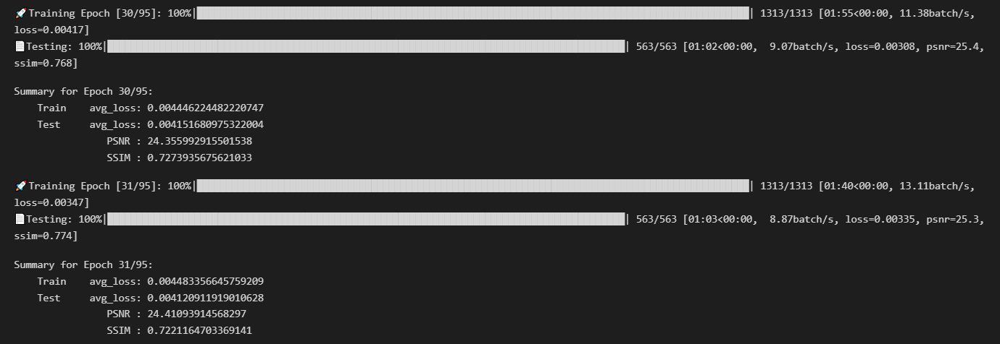 🚀Training Epoch [30/95]: 100%|██████████| 1313/1313 [01:55<00:00, 11.38batch/s,
loss=0.00417]
📄Testing: 100%|██████████| 563/563 [01:02<00:00,  9.07batch/s, loss=0.00308, psnr=25.4,
ssim=0.768]
Summary for Epoch 30/95:
Train    avg_loss: 0.004446224482220747
Test     avg_loss: 0.004151680975322004
PSNR : 24.355992915501538
SSIM : 0.7273935675621033
🚀Training Epoch [31/95]: 100%|██████████| 1313/1313 [01:40<00:00, 13.11batch/s,
loss=0.00347]
📄Testing: 100%|██████████| 563/563 [01:03<00:00,  8.87batch/s, loss=0.00335, psnr=25.3,
ssim=0.774]
Summary for Epoch 31/95:
Train    avg_loss: 0.004483356645759209
Test     avg_loss: 0.004120911919010628
PSNR : 24.41093914568297
SSIM : 0.7221164703369141